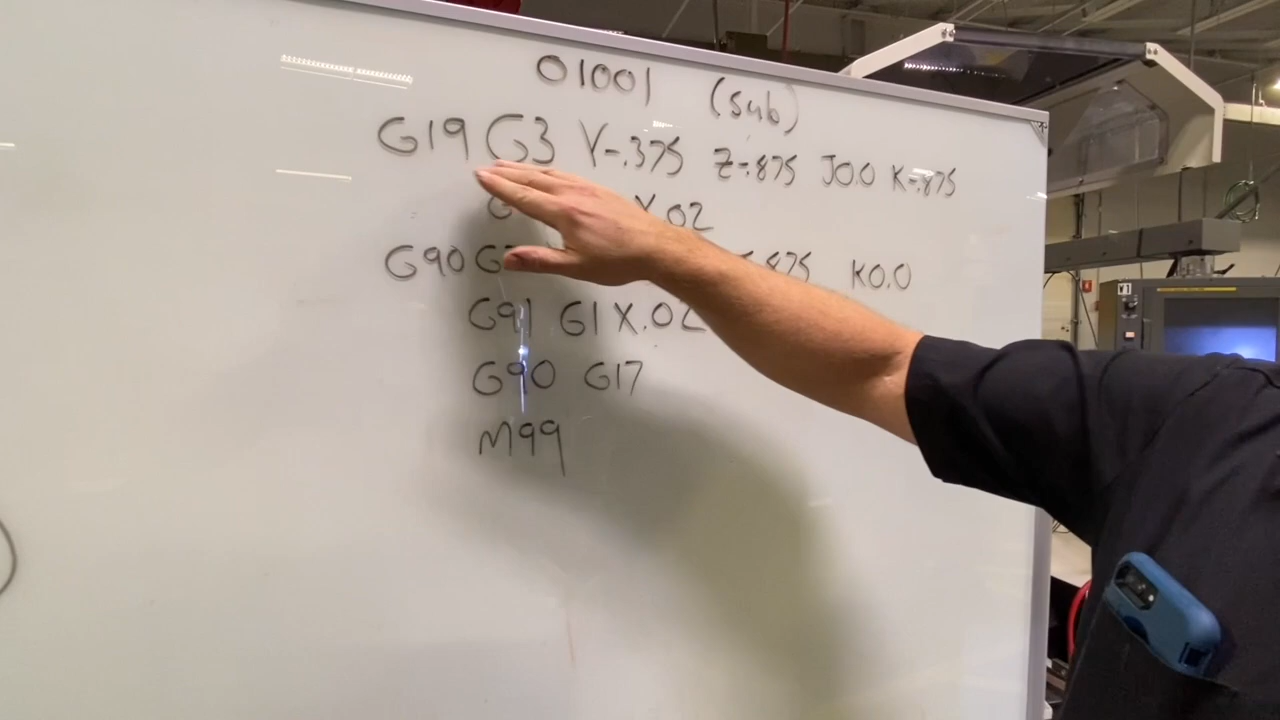 O1001 (sub)
G19 G3 Y-.375 Z-.875 J0.0 K-.875
X.02
G90 .875 K0.0
G91 G1 X.02
G90 G17
M99